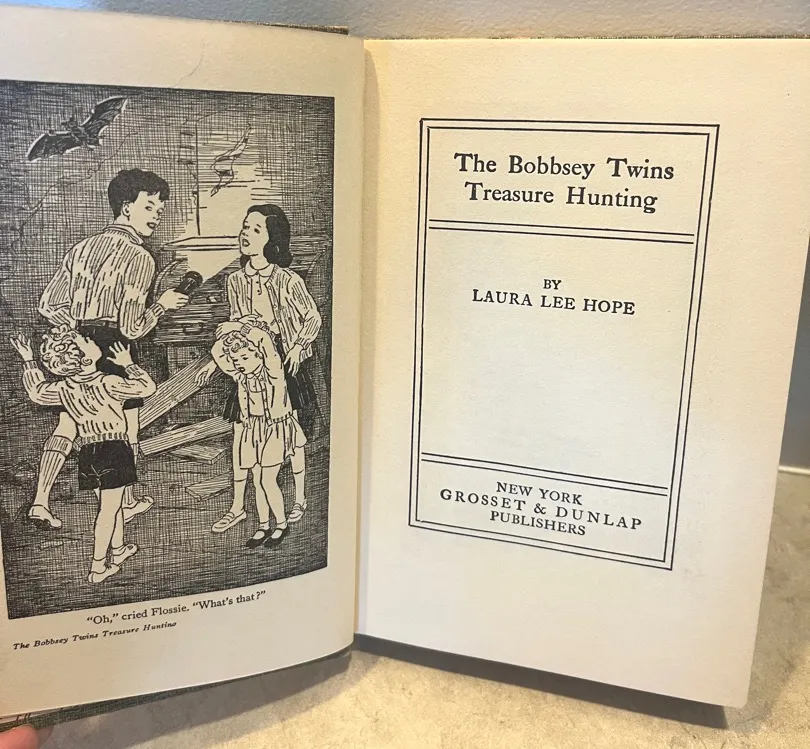 "Oh," cried Flossie. "What's that?"
The Bobbsey Twins Treasure Hunting
The Bobbsey Twins
Treasure Hunting
BY
LAURA LEE HOPE
NEW YORK
GROSSET & DUNLAP
PUBLISHERS